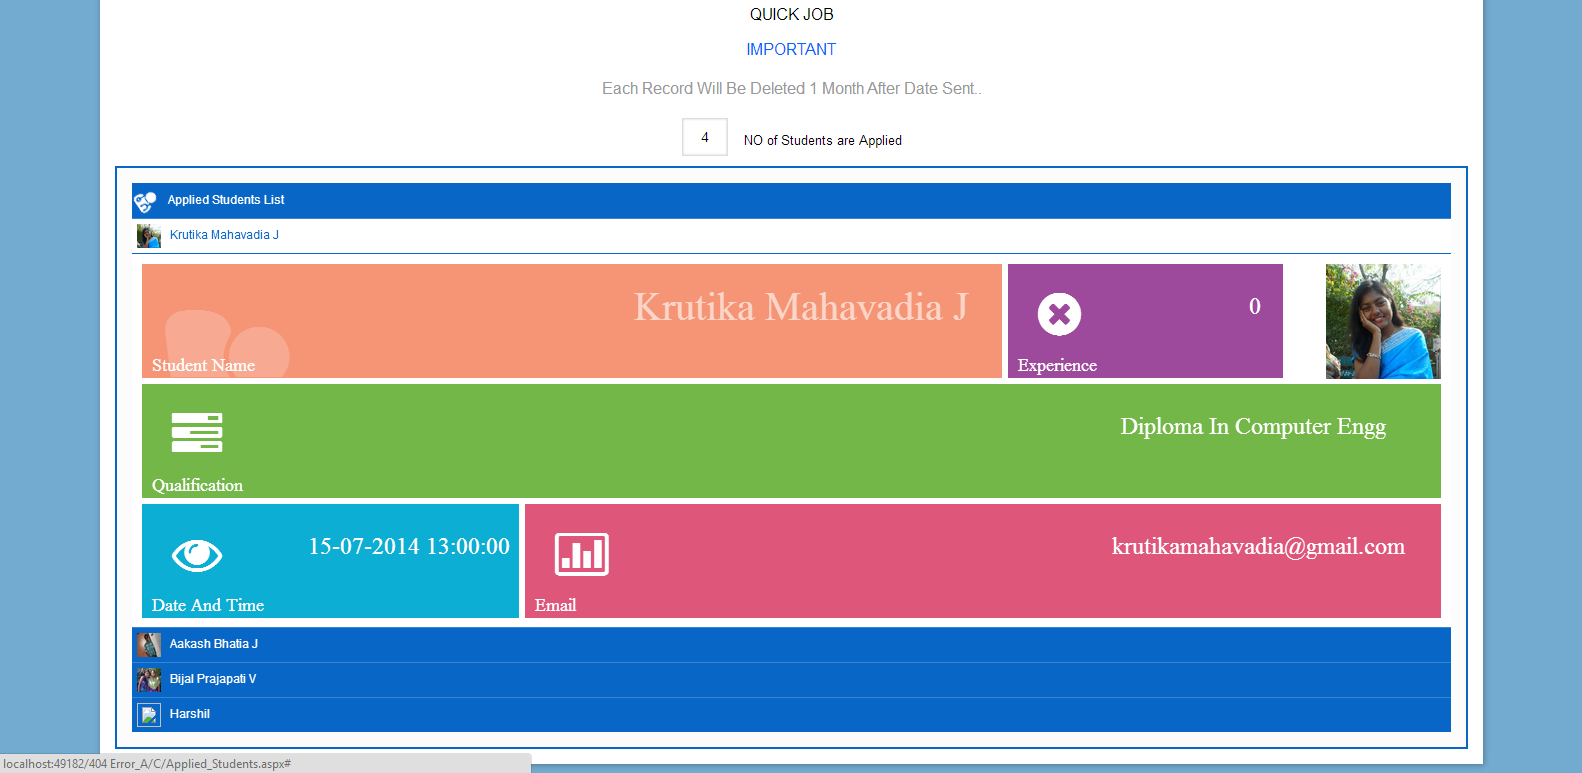 QUICK JOB
IMPORTANT
Each Record Will Be Deleted 1 Month After Date Sent..
4 NO of Students are Applied
Applied Students List
Krutika Mahavadia J
Krutika Mahavadia J
Student Name
0
Experience
Diploma In Computer Engg
Qualification
15-07-2014 13:00:00
Date And Time
krutikamahavadia@gmail.com
Email
Aakash Bhatia J
Bijal Prajapati V
Harshil
localhost:49182/404 Error_A/C/Applied_Students.aspx#